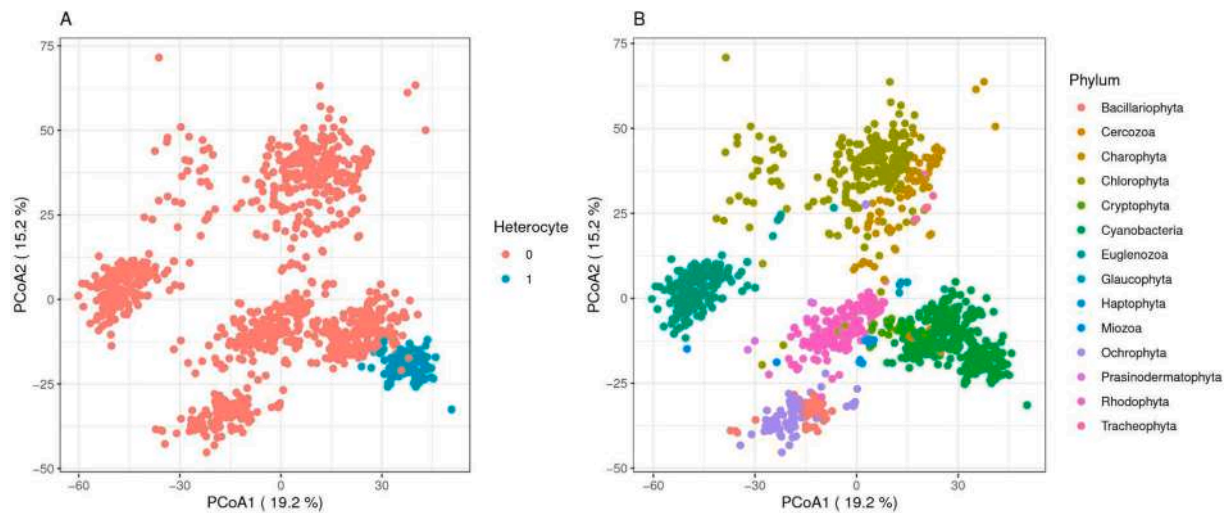 A
75
50
25
0
−25
−50
PCoA2 ( 15.2 %)
−60
−30
0
30
PCoA1 ( 19.2 %)
Heterocyte
0
1
B
75
50
25
0
−25
−50
PCoA2 ( 15.2 %)
−60
−30
0
30
PCoA1 ( 19.2 %)
Phylum
Bacillariophyta
Cercozoa
Charophyta
Chlorophyta
Cryptophyta
Cyanobacteria
Euglenozoa
Glaucophyta
Haptophyta
Miozoa
Ochrophyta
Prasinodermatophyta
Rhodophyta
Tracheophyta